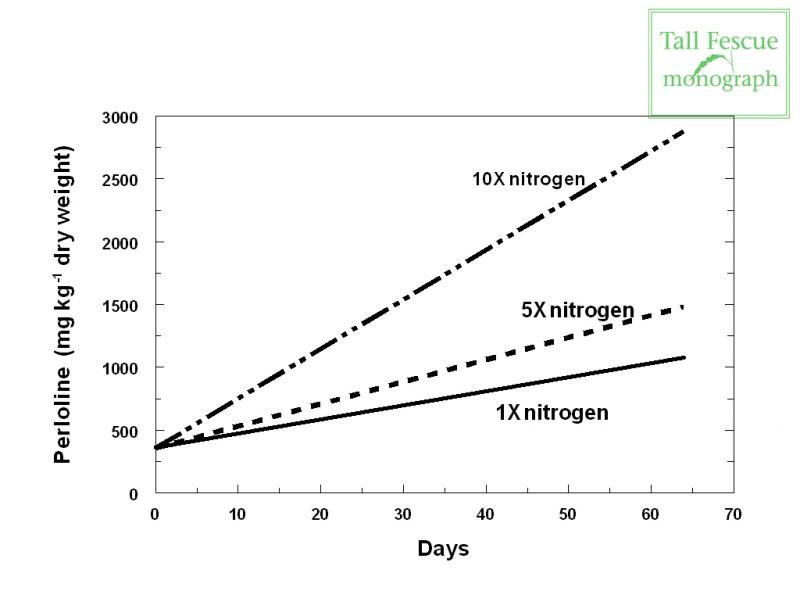 Tall Fescue
monograph
Perloline (mg kg-1 dry weight)
3000
2500
2000
1500
1000
500
0
10X nitrogen
5X nitrogen
1X nitrogen
0 10 20 30 40 50 60 70
Days